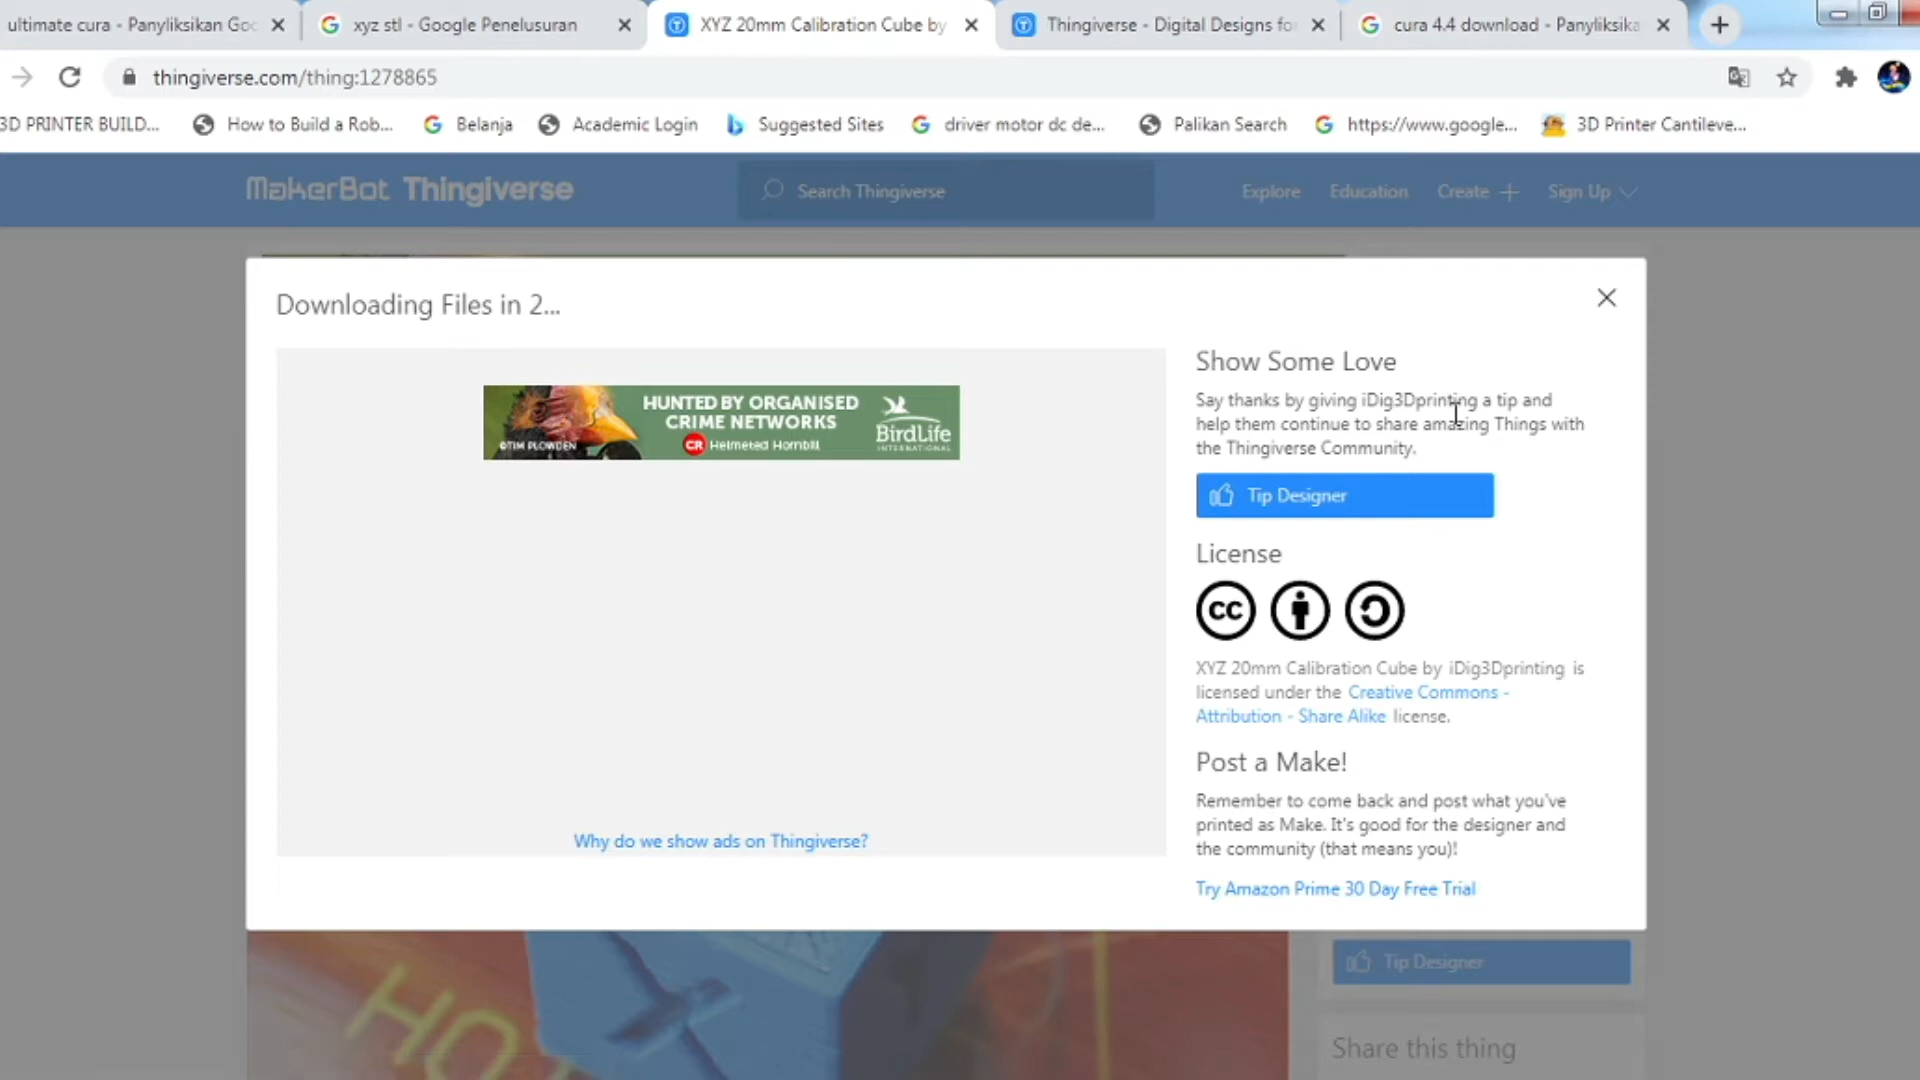 ultimate cura - Panyliksikan Goo
xyz stl - Google Penelusuran
XYZ 20mm Calibration Cube by
Thingiverse - Digital Designs for
cura 4.4 download - Panyliksika
thingiverse.com/thing:1278865
3D PRINTER BUILD...
How to Build a Rob...
Belanja
Academic Login
Suggested Sites
driver motor dc de...
Palikan Search
https://www.google...
3D Printer Cantileve...
MakerBot Thingiverse
Search Thingiverse
Explore
Education
Create
Sign Up
Downloading Files in 2...
HUNTED BY ORGANISED
CRIME NETWORKS
CR Helmeted Hornbill
©TIM PLOWDEN
BirdLife
INTERNATIONAL
Why do we show ads on Thingiverse?
Show Some Love
Say thanks by giving iDig3Dprinting a tip and
help them continue to share amazing Things with
the Thingiverse Community.
Tip Designer
License
cc
XYZ 20mm Calibration Cube by iDig3Dprinting is
licensed under the Creative Commons -
Attribution - Share Alike license.
Post a Make!
Remember to come back and post what you've
printed as Make. It's good for the designer and
the community (that means you)!
Try Amazon Prime 30 Day Free Trial
Tip Designer
Share this thing
X